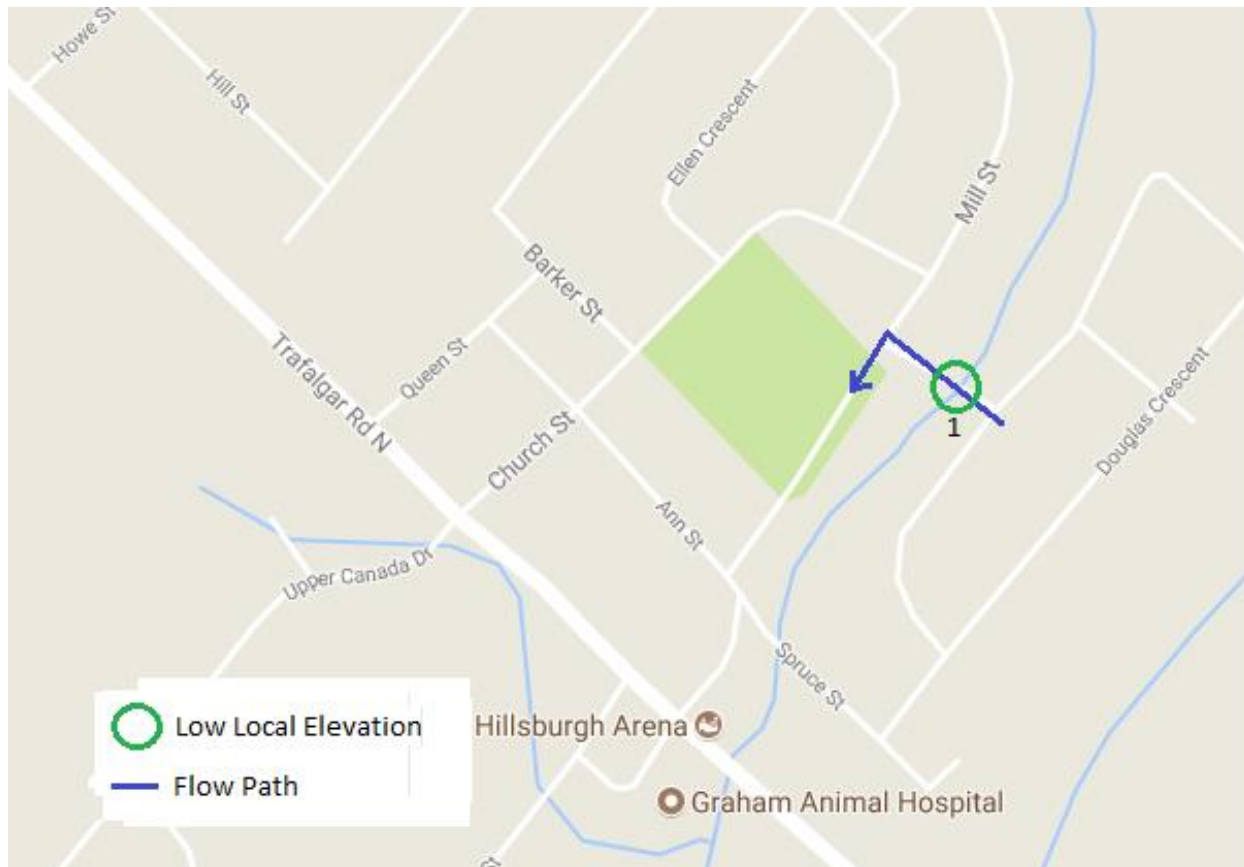 Howe St
Hill St
Ellen Crescent
Mill St
Barker St
Trafalgar Rd N
Queen St
Douglas Crescent
1
Church St
Ann St
Upper Canada Dr
Spruce St
Low Local Elevation
Hillsburgh Arena
Flow Path
Graham Animal Hospital
St